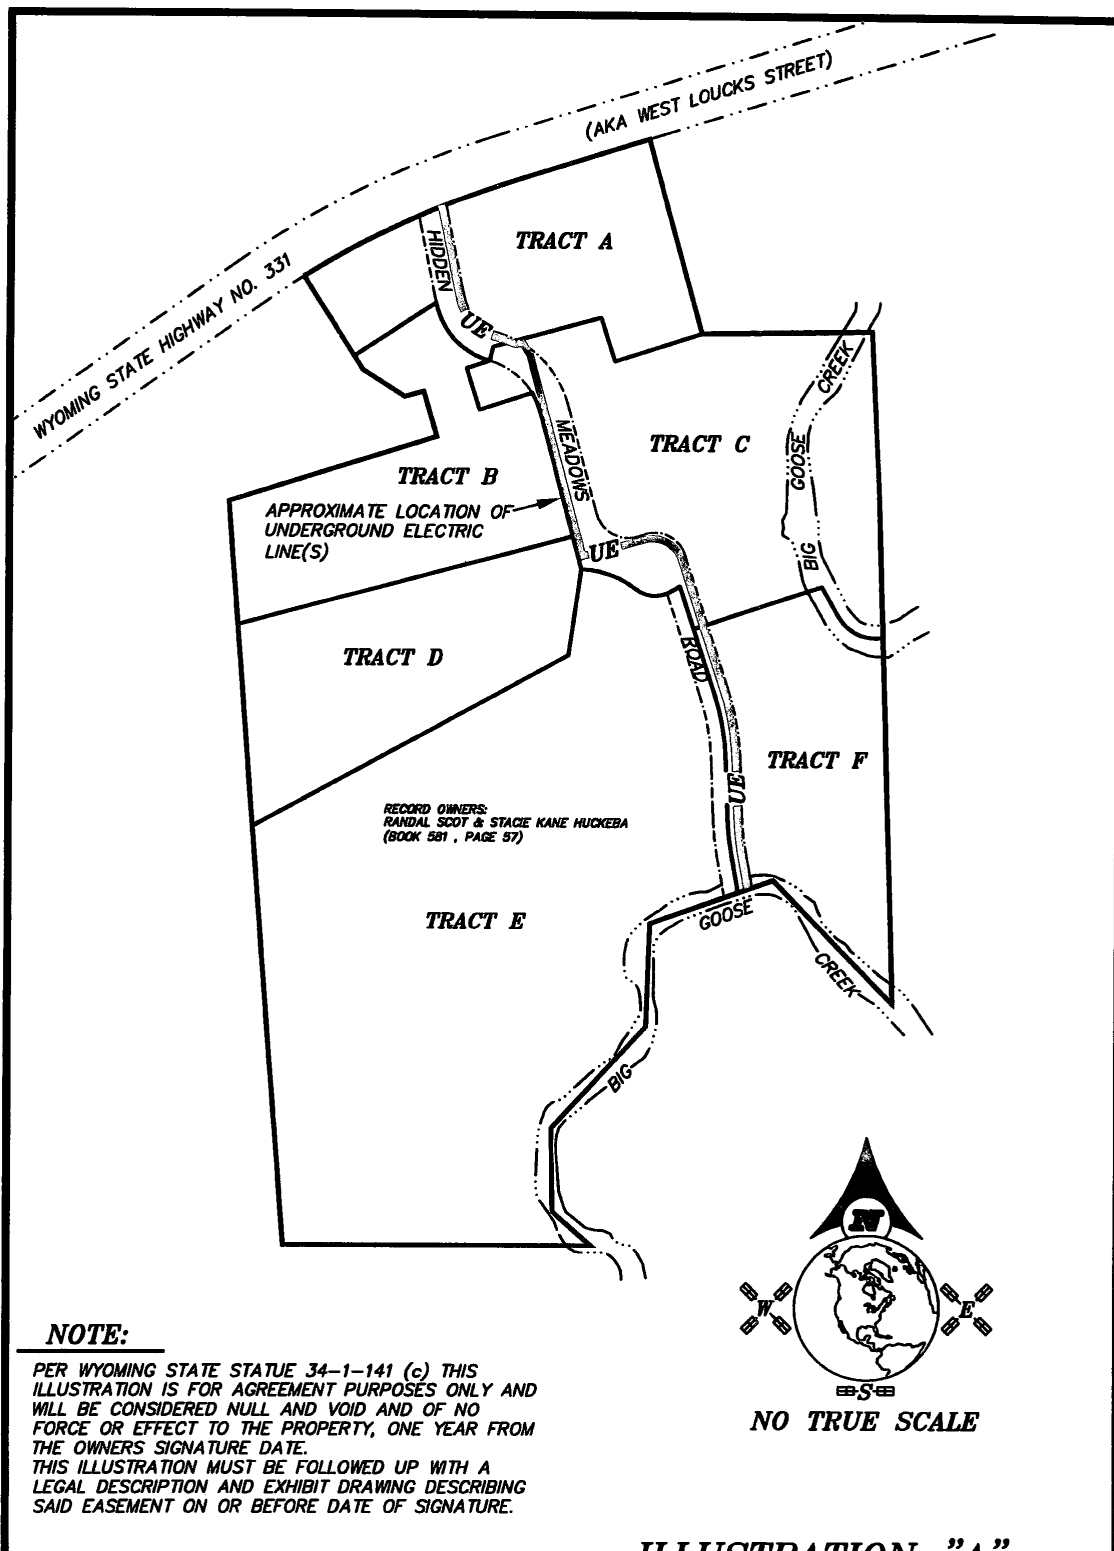 (AKA WEST LOUCKS STREET)
WYOMING STATE HIGHWAY NO. 331
HIDDEN
TRACT A
UE
MEADOWS
TRACT C
GOOSE
CREEK
BIG
TRACT B
APPROXIMATE LOCATION OF
UNDERGROUND ELECTRIC
LINE(S)
UE
TRACT D
ROAD
TRACT F
UE
RECORD OWNERS:
RANDAL SCOT & STACIE KANE HUCKEBA
(BOOK 581 , PAGE 57)
TRACT E
GOOSE
CREEK
BIG
N
W
E
S
NO TRUE SCALE
NOTE:
PER WYOMING STATE STATUE 34-1-141 (c) THIS
ILLUSTRATION IS FOR AGREEMENT PURPOSES ONLY AND
WILL BE CONSIDERED NULL AND VOID AND OF NO
FORCE OR EFFECT TO THE PROPERTY, ONE YEAR FROM
THE OWNERS SIGNATURE DATE.
THIS ILLUSTRATION MUST BE FOLLOWED UP WITH A
LEGAL DESCRIPTION AND EXHIBIT DRAWING DESCRIBING
SAID EASEMENT ON OR BEFORE DATE OF SIGNATURE.
ILLUSTRATION "A"